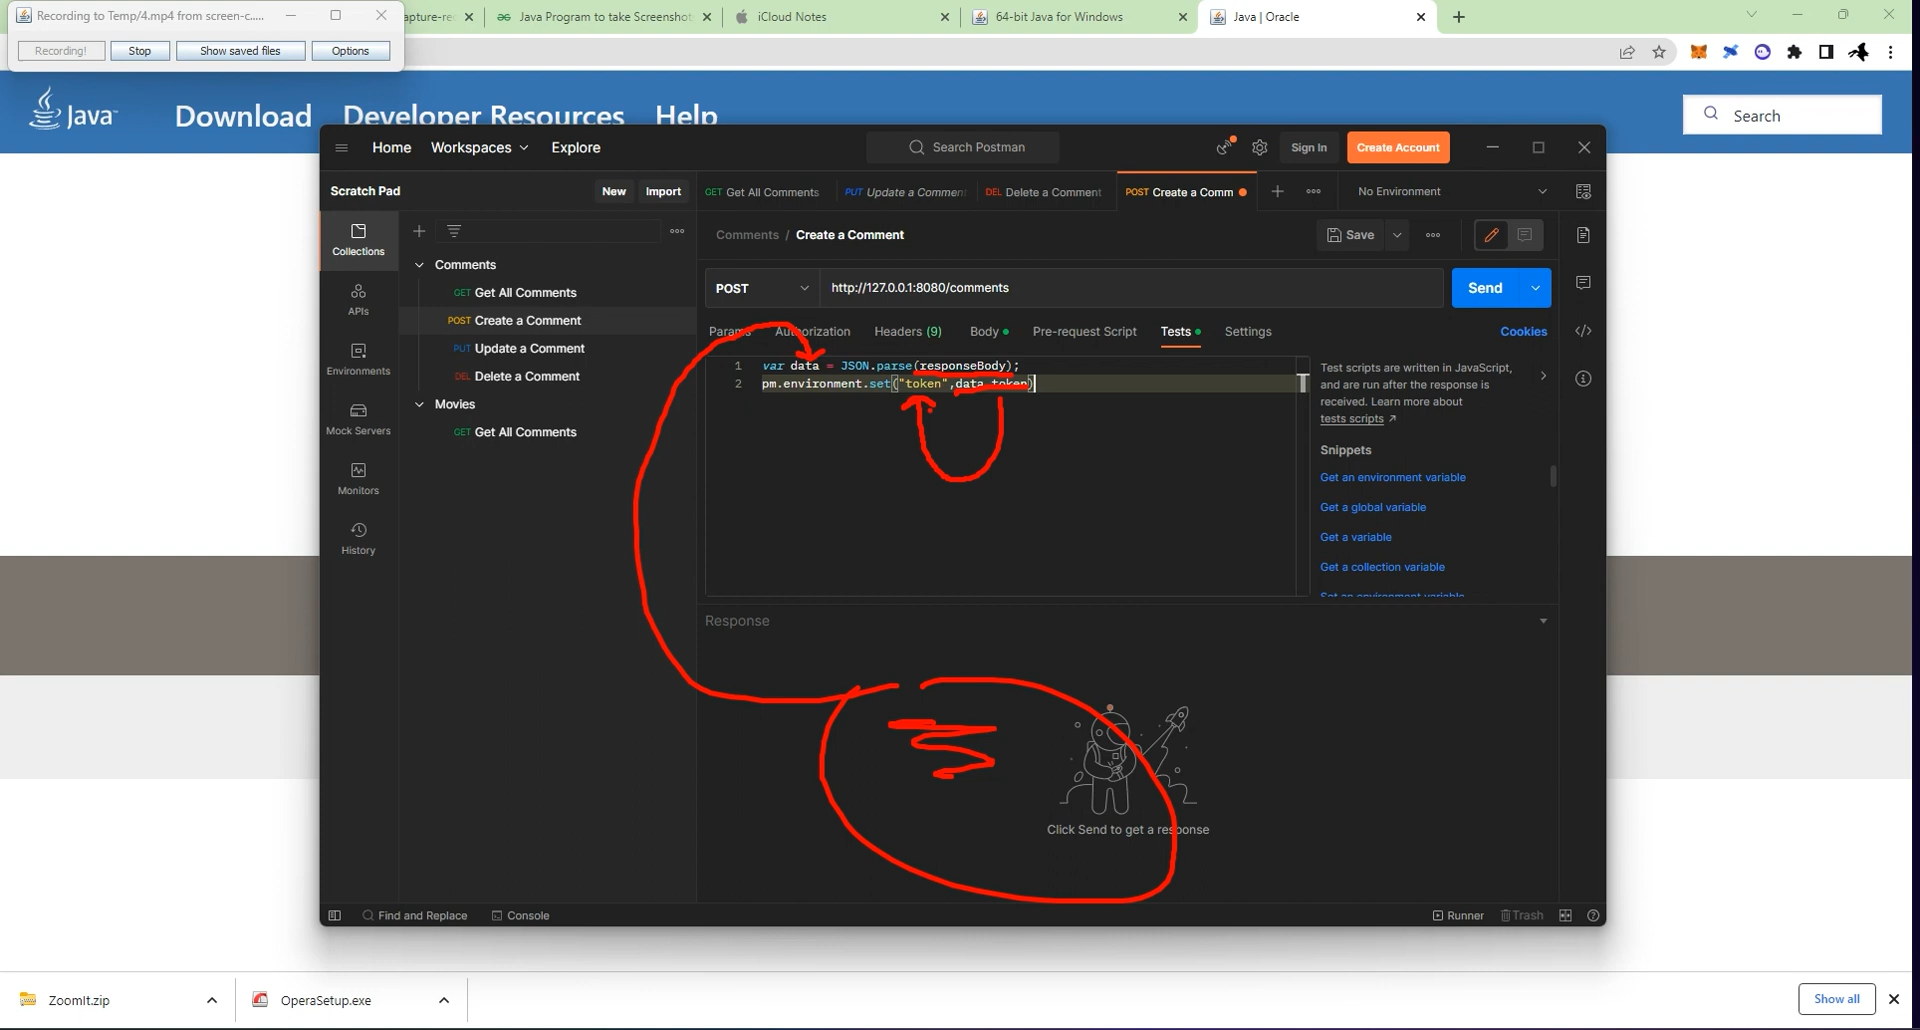 Recording to Temp/4.mp4 from screen-c.....
Recording!
Stop
Show saved files
Options
Java Program to take Screenshot
iCloud Notes
64-bit Java for Windows
Java | Oracle
Java
Download
Developer Resources
Help
Search
Home
Workspaces
Explore
Search Postman
Sign In
Create Account
Scratch Pad
New
Import
GET Get All Comments
PUT Update a Commen
DEL Delete a Comment
POST Create a Comm
No Environment
Comments / Create a Comment
Save
Collections
APIs
Environments
Mock Servers
Monitors
History
Comments
GET Get All Comments
POST Create a Comment
PUT Update a Comment
DEL Delete a Comment
Movies
GET Get All Comments
POST
http://127.0.0.1:8080/comments
Send
Params
Authorization
Headers (9)
Body
Pre-request Script
Tests
Settings
Cookies
1 var data = JSON.parse(responseBody);
2 pm.environment.set("token",data.token)
Test scripts are written in JavaScript,
and are run after the response is
received. Learn more about
tests scripts
Snippets
Get an environment variable
Get a global variable
Get a variable
Get a collection variable
Set an environment variable
Response
Click Send to get a response
Find and Replace
Console
Runner
Trash
ZoomIt.zip
OperaSetup.exe
Show all